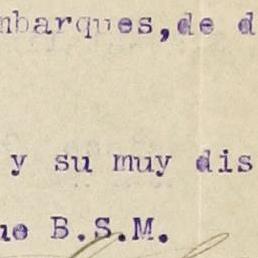 mbarques,de d
y su muy dis
ue B.S.M.